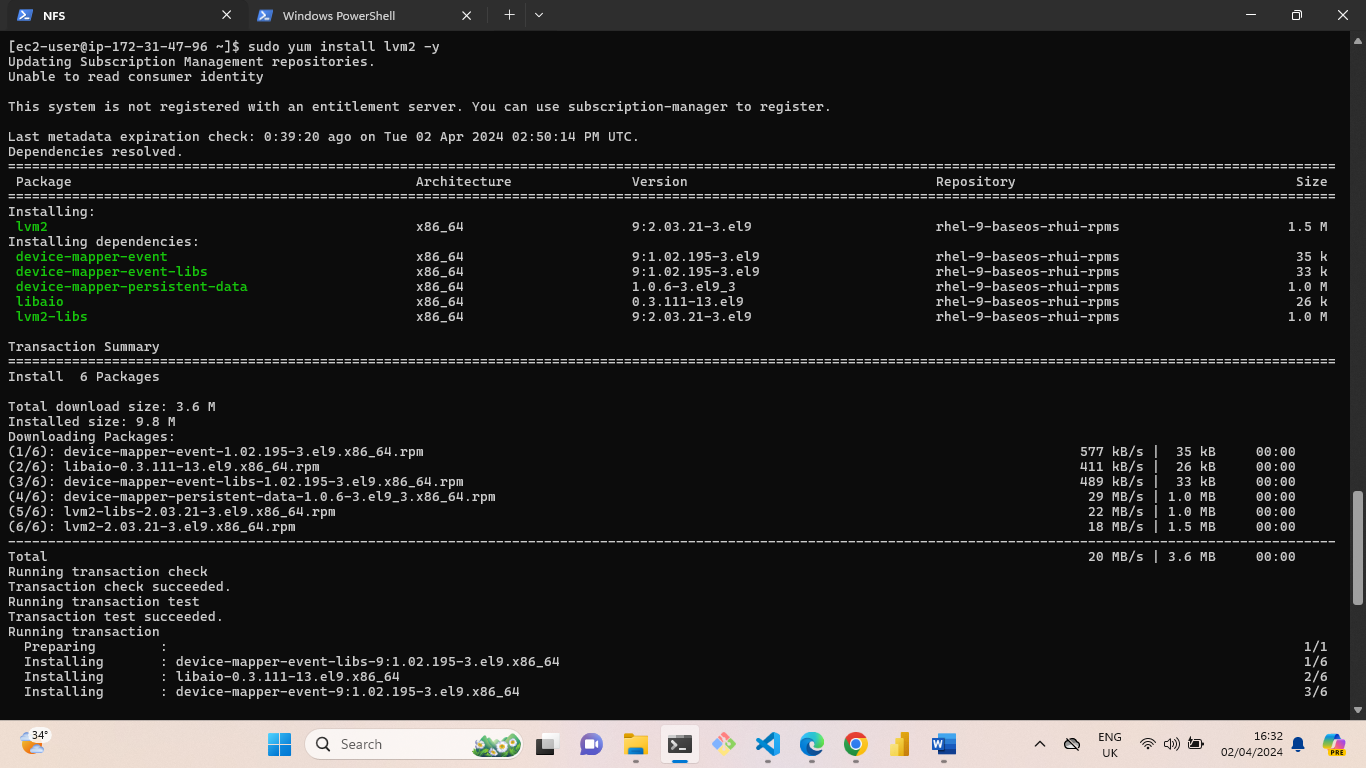 NFS
Windows PowerShell
[ec2-user@ip-172-31-47-96 ~]$ sudo yum install lvm2 -y
Updating Subscription Management repositories.
Unable to read consumer identity
This system is not registered with an entitlement server. You can use subscription-manager to register.
Last metadata expiration check: 0:39:20 ago on Tue 02 Apr 2024 02:50:14 PM UTC.
Dependencies resolved.
Package Architecture Version Repository Size
Installing:
lvm2 x86_64 9:2.03.21-3.el9 rhel-9-baseos-rhui-rpms 1.5 M
Installing dependencies:
device-mapper-event x86_64 9:1.02.195-3.el9 rhel-9-baseos-rhui-rpms 35 k
device-mapper-event-libs x86_64 9:1.02.195-3.el9 rhel-9-baseos-rhui-rpms 33 k
device-mapper-persistent-data x86_64 1.0.6-3.el9_3 rhel-9-baseos-rhui-rpms 1.0 M
libaio x86_64 0.3.111-13.el9 rhel-9-baseos-rhui-rpms 26 k
lvm2-libs x86_64 9:2.03.21-3.el9 rhel-9-baseos-rhui-rpms 1.0 M
Transaction Summary
Install  6 Packages
Total download size: 3.6 M
Installed size: 9.8 M
Downloading Packages:
(1/6): device-mapper-event-1.02.195-3.el9.x86_64.rpm 577 kB/s | 35 kB 00:00
(2/6): libaio-0.3.111-13.el9.x86_64.rpm 411 kB/s | 26 kB 00:00
(3/6): device-mapper-event-libs-1.02.195-3.el9.x86_64.rpm 489 kB/s | 33 kB 00:00
(4/6): device-mapper-persistent-data-1.0.6-3.el9_3.x86_64.rpm 29 MB/s | 1.0 MB 00:00
(5/6): lvm2-libs-2.03.21-3.el9.x86_64.rpm 22 MB/s | 1.0 MB 00:00
(6/6): lvm2-2.03.21-3.el9.x86_64.rpm 18 MB/s | 1.5 MB 00:00
Total 20 MB/s | 3.6 MB 00:00
Running transaction check
Transaction check succeeded.
Running transaction test
Transaction test succeeded.
Running transaction
Preparing : 1/1
Installing : device-mapper-event-libs-9:1.02.195-3.el9.x86_64 1/6
Installing : libaio-0.3.111-13.el9.x86_64 2/6
Installing : device-mapper-event-9:1.02.195-3.el9.x86_64 3/6
34°
Search
ENG
UK
16:32
02/04/2024
PRE